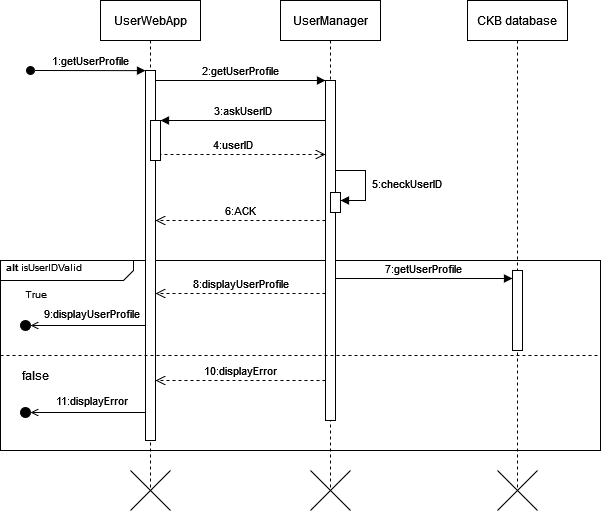 UserWebApp
UserManager
CKB database
1:getUserProfile
2:getUserProfile
3:askUserID
4:userID
5:checkUserID
6:ACK
alt isUserIDValid
7:getUserProfile
8:displayUserProfile
True
9:displayUserProfile
10:displayError
false
11:displayError